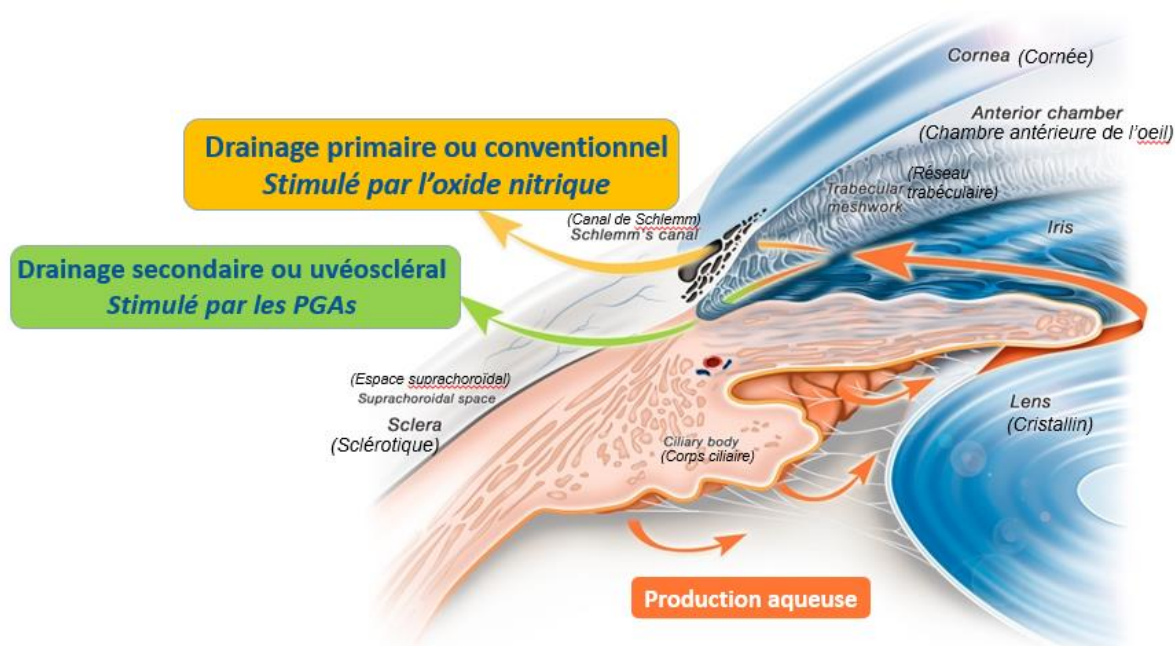 Cornea (Cornée)
Anterior chamber
(Chambre antérieure de l'oeil)
Drainage primaire ou conventionnel
Stimulé par l'oxide nitrique
(Réseau
Trabecular trabéculaire)
meshwork
(Canal de Schlemm)
Schlemm's canal
Iris
Drainage secondaire ou uvéoscléral
Stimulé par les PGAs
(Espace suprachoroïdal)
Suprachoroidal space
Sclera
(Sclérotique)
Lens
(Cristallin)
Ciliary body
(Corps ciliaire)
Production aqueuse